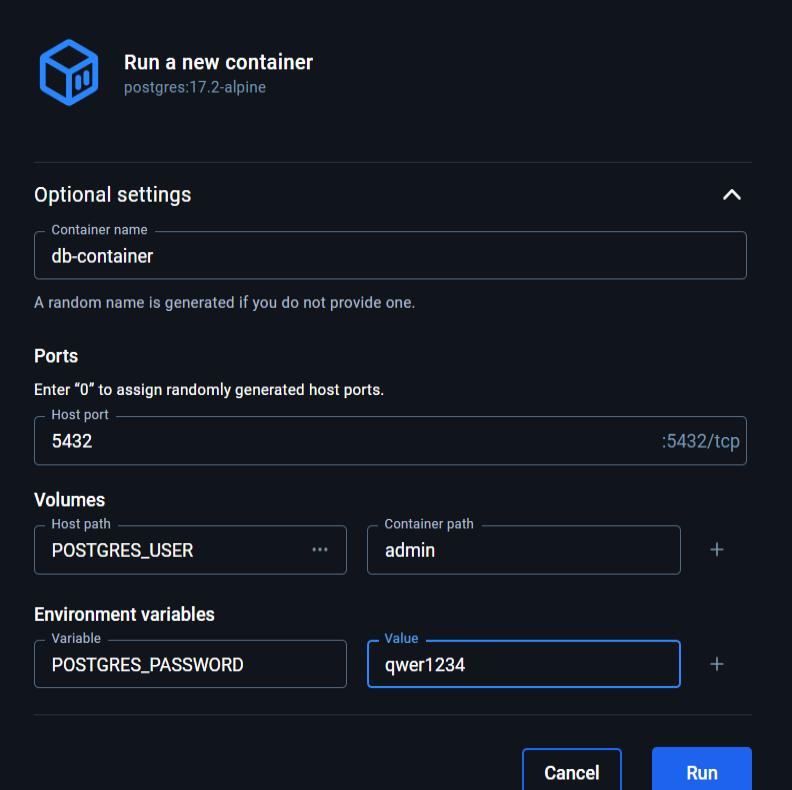 Run a new container
postgres:17.2-alpine
Optional settings
Container name
db-container
A random name is generated if you do not provide one.
Ports
Enter “0” to assign randomly generated host ports.
Host port
5432 :5432/tcp
Volumes
Host path Container path
POSTGRES_USER ··· admin +
Environment variables
Variable Value
POSTGRES_PASSWORD qwer1234 +
Cancel Run